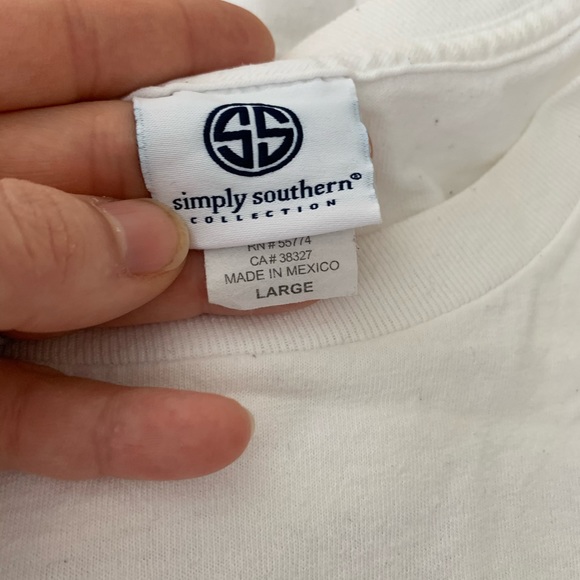 SS
simply southern®
COLLECTION
RN # 55774
CA# 38327
MADE IN MEXICO
LARGE